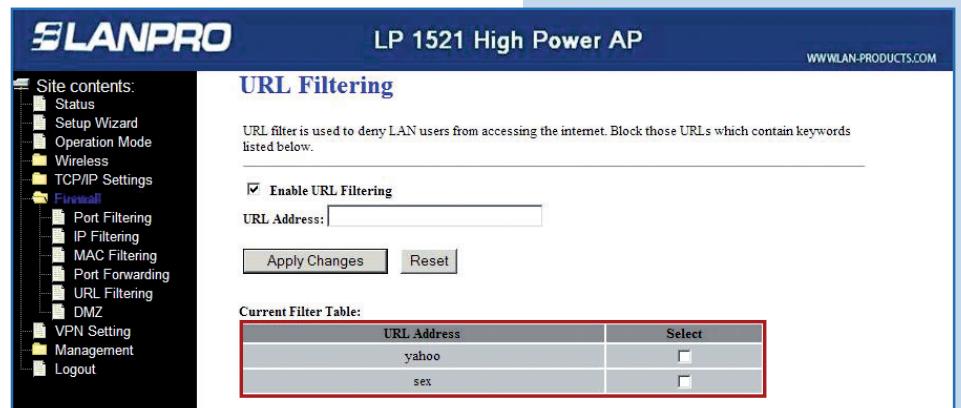 LANPRO
LP 1521 High Power AP
WWW.LAN-PRODUCTS.COM
Site contents:
Status
Setup Wizard
Operation Mode
Wireless
TCP/IP Settings
Firewall
Port Filtering
IP Filtering
MAC Filtering
Port Forwarding
URL Filtering
DMZ
VPN Setting
Management
Logout
URL Filtering
URL filter is used to deny LAN users from accessing the internet. Block those URLs which contain keywords
listed below.
Enable URL Filtering
URL Address:
Apply Changes Reset
Current Filter Table:
URL Address Select
yahoo
sex